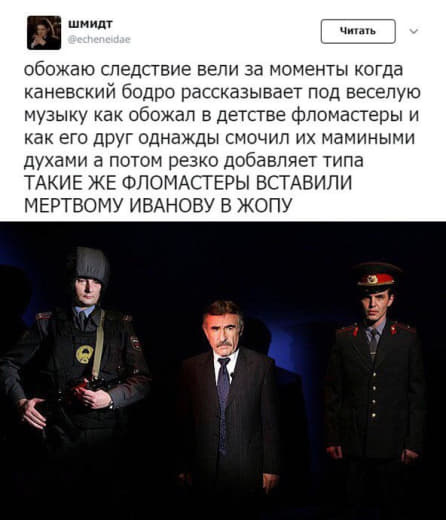 шмидт
@echeneidae
Читать
обожаю следствие вели за моменты когда
каневский бодро рассказывает под веселую
музыку как обожал в детстве фломастеры и
как его друг однажды смочил их мамиными
духами а потом резко добавляет типа
ТАКИЕ ЖЕ ФЛОМАСТЕРЫ ВСТАВИЛИ
МЕРТВОМУ ИВАНОВУ В ЖОПУ